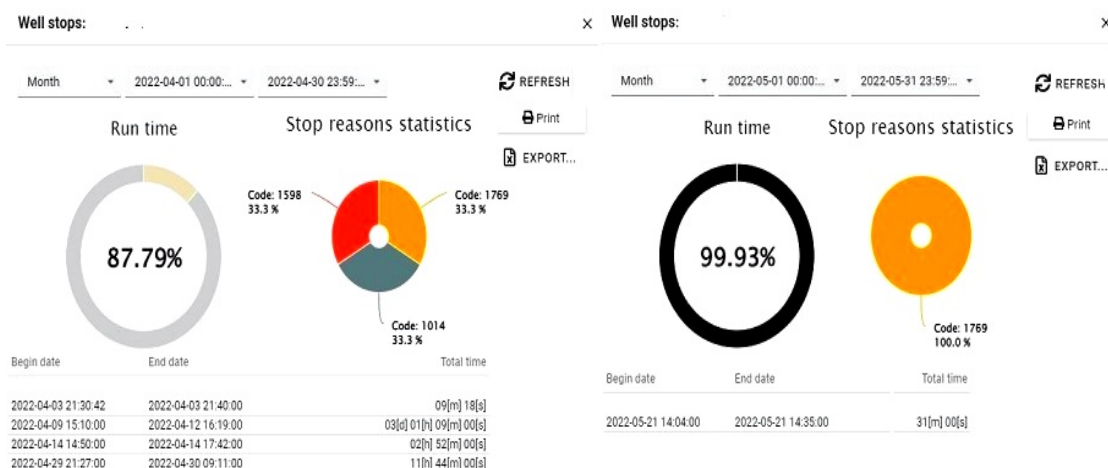 Well stops:
Month
2022-04-01 00:00:...
2022-04-30 23:59:...
REFRESH
Print
EXPORT...
Run time
Stop reasons statistics
87.79%
Code: 1598
33.3 %
Code: 1769
33.3 %
Code: 1014
33.3 %
Begin date End date Total time
2022-04-03 21:30:42 2022-04-03 21:40:00 09[m] 18[s]
2022-04-09 15:10:00 2022-04-12 16:19:00 03[d] 01[h] 09[m] 00[s]
2022-04-14 14:50:00 2022-04-14 17:42:00 02[h] 52[m] 00[s]
2022-04-29 21:27:00 2022-04-30 09:11:00 11[h] 44[m] 00[s]
Well stops:
Month
2022-05-01 00:00:...
2022-05-31 23:59:...
REFRESH
Print
EXPORT...
Run time
Stop reasons statistics
99.93%
Code: 1769
100.0 %
Begin date End date Total time
2022-05-21 14:04:00 2022-05-21 14:35:00 31[m] 00[s]